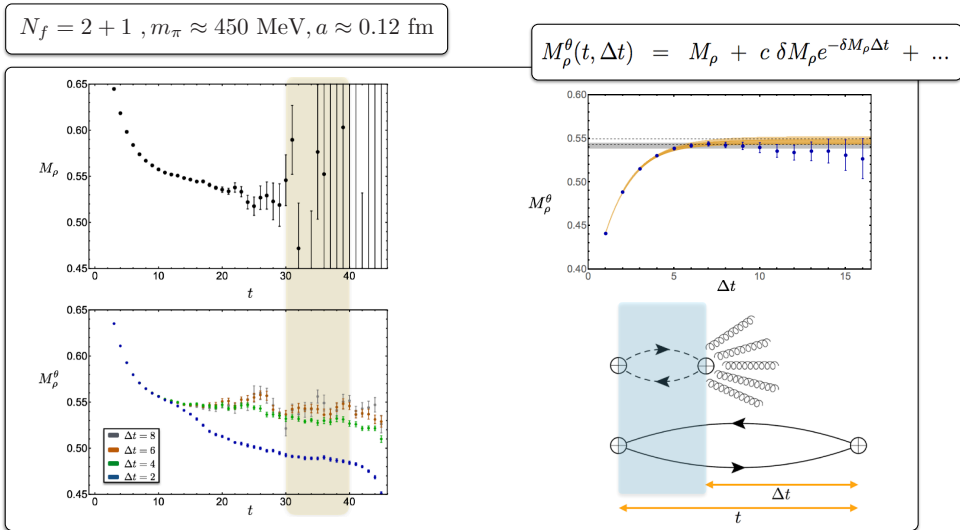 N_f = 2 + 1 , m_π ≈ 450 MeV, a ≈ 0.12 fm
M_ρ^θ(t, Δt) = M_ρ + c δM_ρ e^{−δM_ρ Δt} + ...
0.65
0.60
0.55
M_ρ
0.50
0.45
0 10 20 30 40
t
0.60
0.55
0.50
M_ρ^θ
0.45
0.40
0 5 10 15
Δt
0.65
0.60
M_ρ^θ
0.55
0.50
0.45
Δt = 8
Δt = 6
Δt = 4
Δt = 2
0 10 20 30 40
t
Δt
t